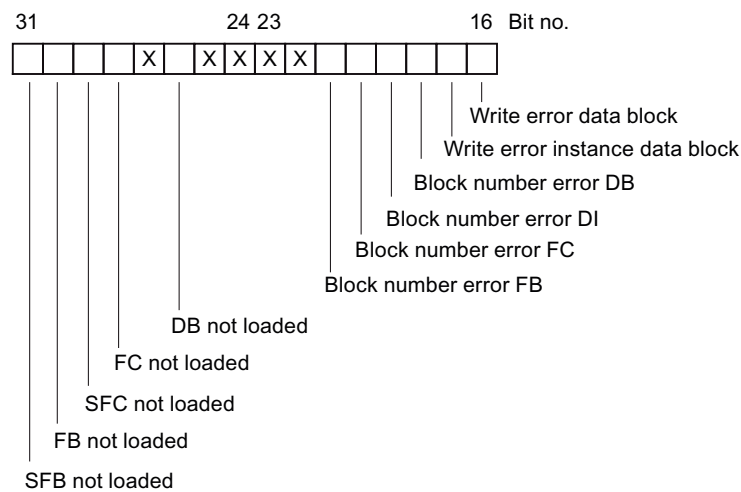 31 24 23 16 Bit no.
X X X X X
Write error data block
Write error instance data block
Block number error DB
Block number error DI
Block number error FC
Block number error FB
DB not loaded
FC not loaded
SFC not loaded
FB not loaded
SFB not loaded